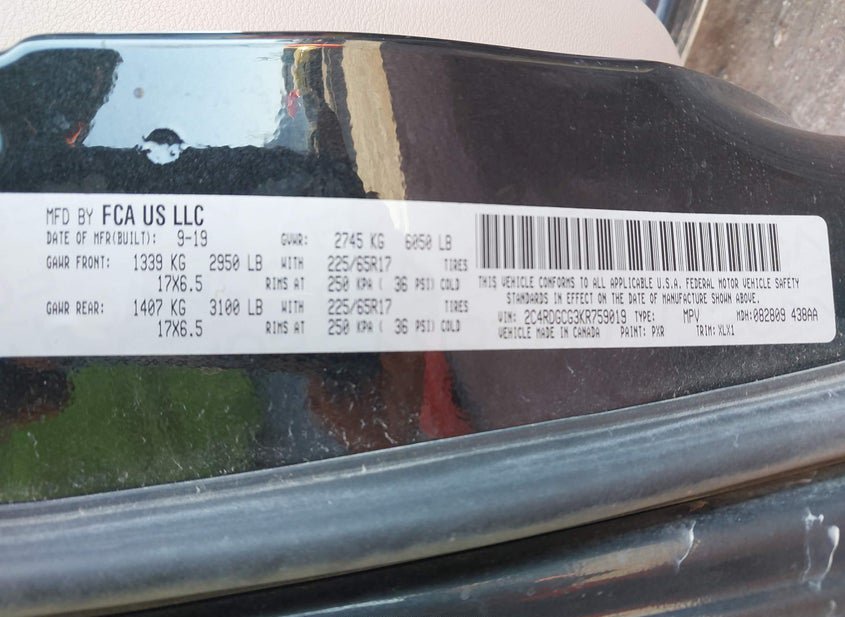 MFD BY FCA US LLC
DATE OF MFR(BUILT): 9-19 GVWR: 2745 KG 6050 LB
GAWR FRONT: 1339 KG 2950 LB WITH 225/65R17 TIRES
17X6.5 RIMS AT 250 KPA ( 36 PSI) COLD
GAWR REAR: 1407 KG 3100 LB WITH 225/65R17 TIRES
17X6.5 RIMS AT 250 KPA ( 36 PSI) COLD
THIS VEHICLE CONFORMS TO ALL APPLICABLE U.S.A. FEDERAL MOTOR VEHICLE SAFETY
STANDARDS IN EFFECT ON THE DATE OF MANUFACTURE SHOWN ABOVE.
VIN: 2C4RDGCG3KR759019 TYPE: MPV MDH:082809 438AA
VEHICLE MADE IN CANADA PAINT: PXR TRIM: VLX1